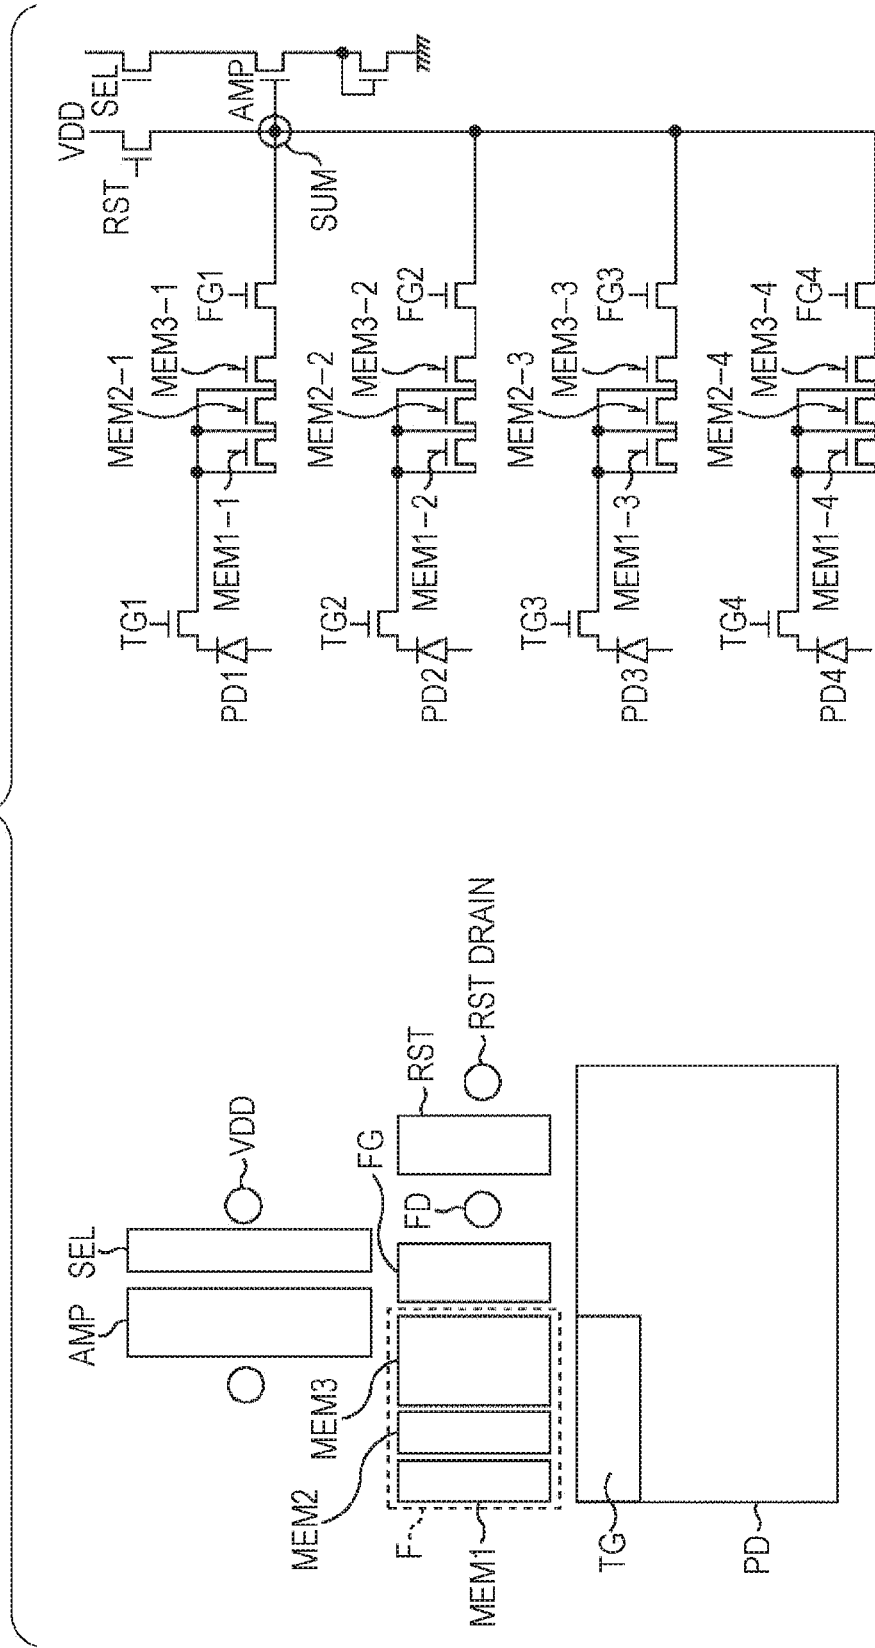 VDD
SEL
RST
AMP
SUM
MEM2-1
MEM3-1
FG1
TG1
MEM1-1
PD1
MEM2-2
MEM3-2
FG2
TG2
MEM1-2
PD2
MEM2-3
MEM3-3
FG3
TG3
MEM1-3
PD3
MEM2-4
MEM3-4
FG4
TG4
MEM1-4
PD4
AMP
SEL
VDD
MEM2
MEM3
FG
RST
FD
RST DRAIN
F
MEM1
TG
PD